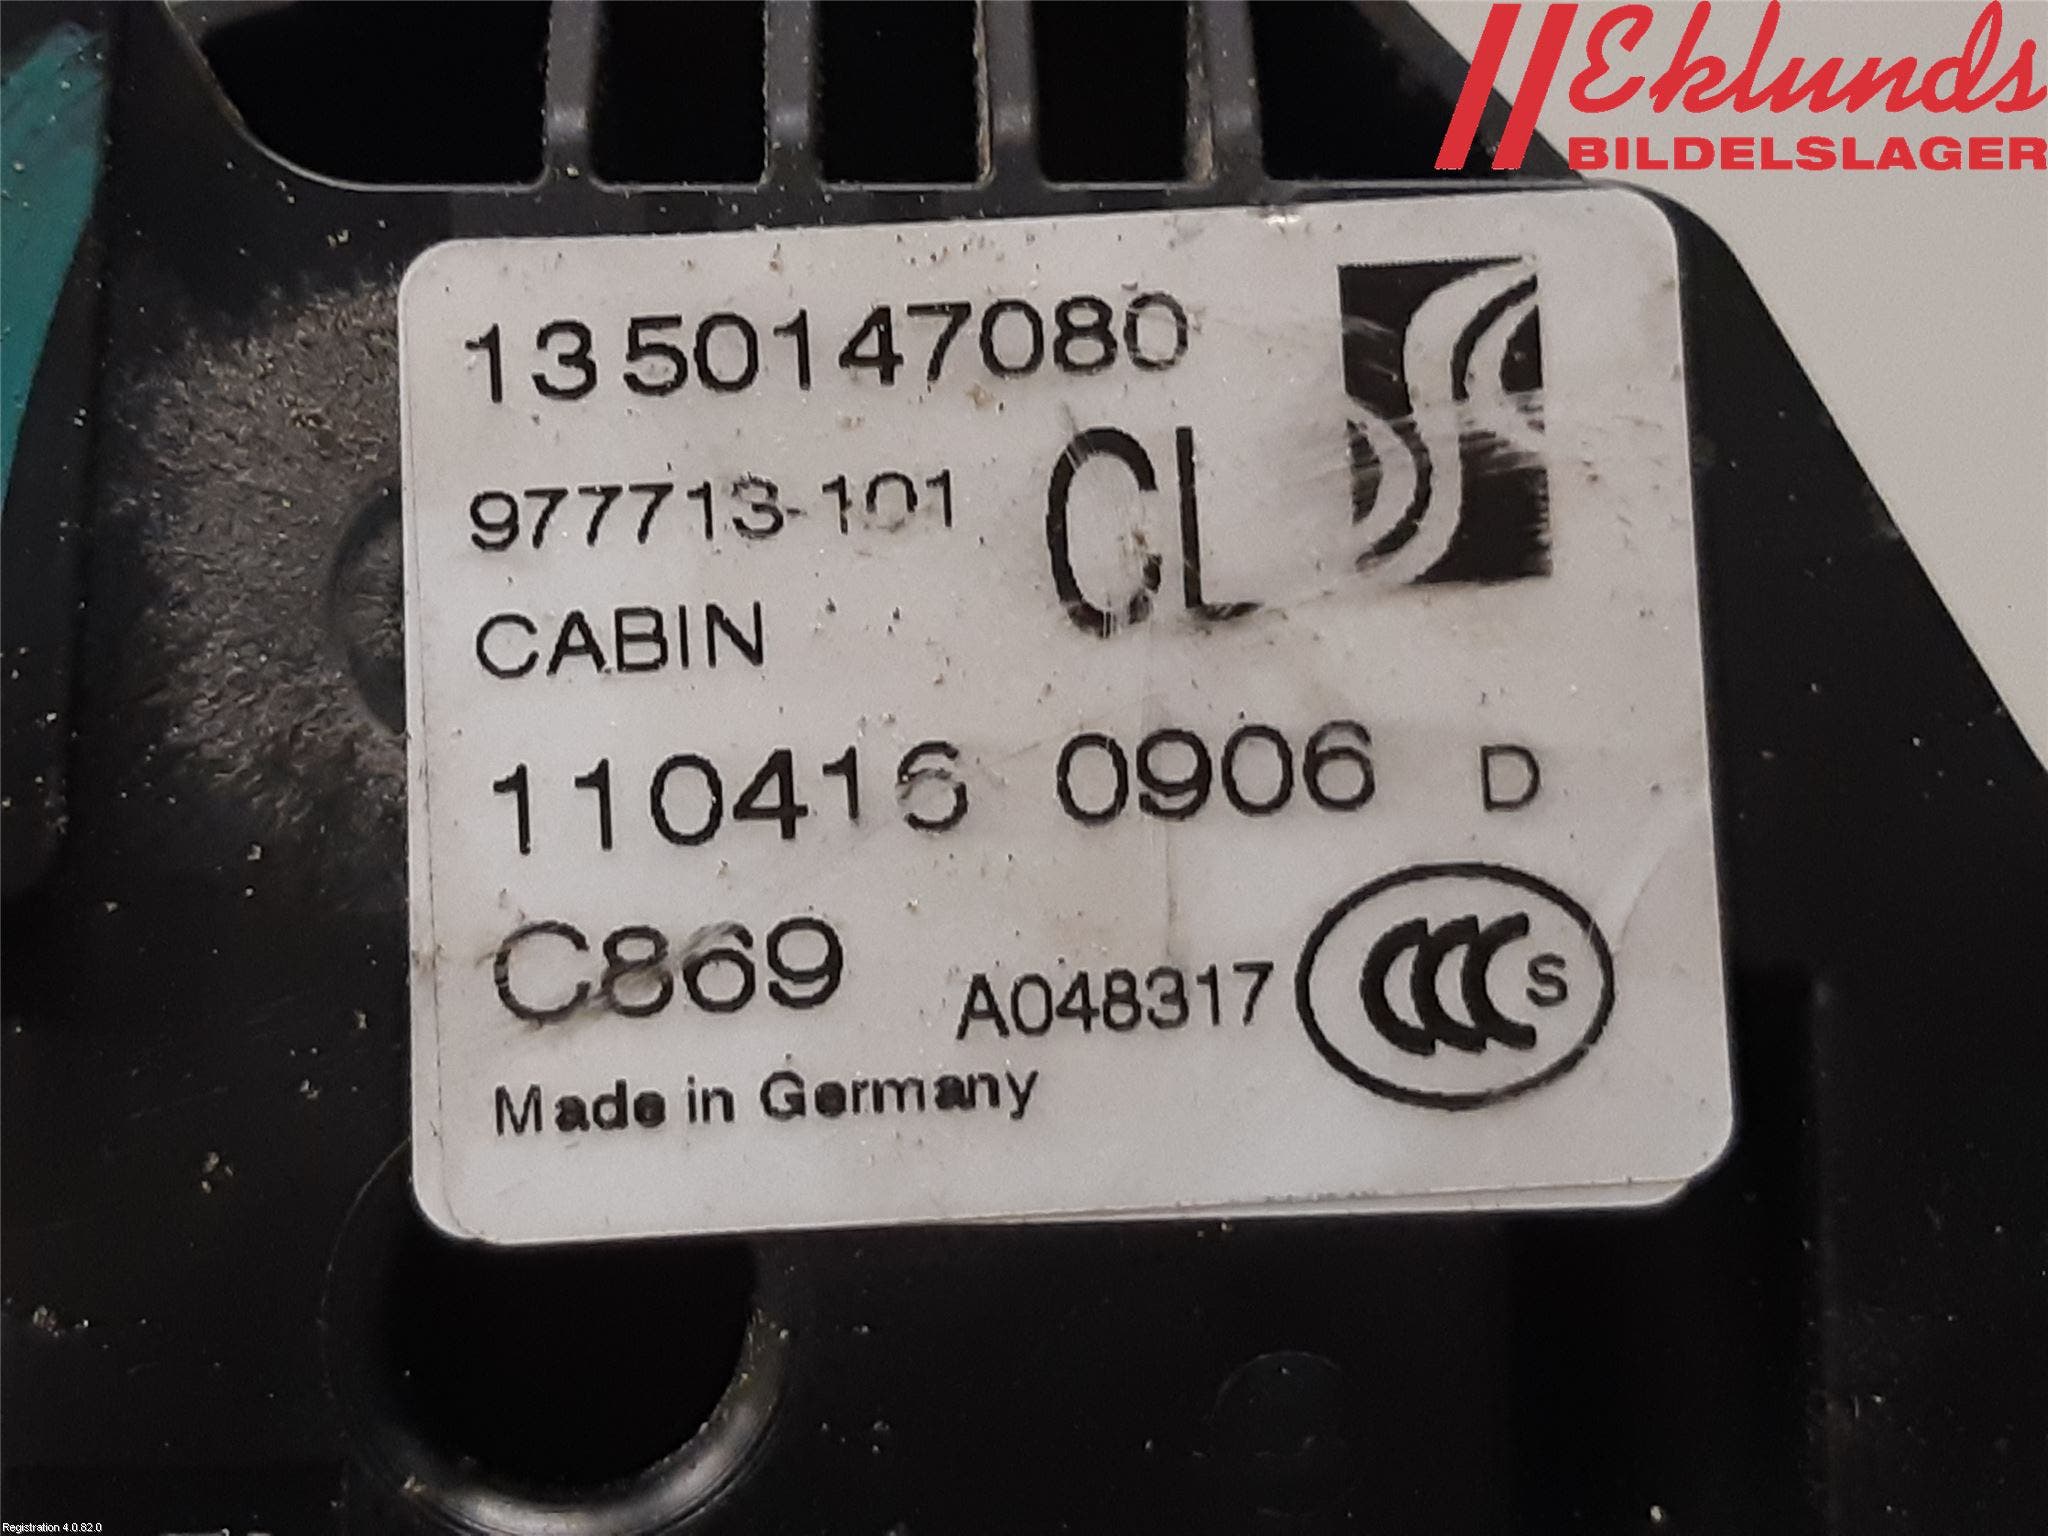 Eklunds
BILDELSLAGER
1350147080
977713-101
CL
CABIN
110416 0906 D
C869 A048317 CCC S
Made in Germany
Registration 4.0.82.0